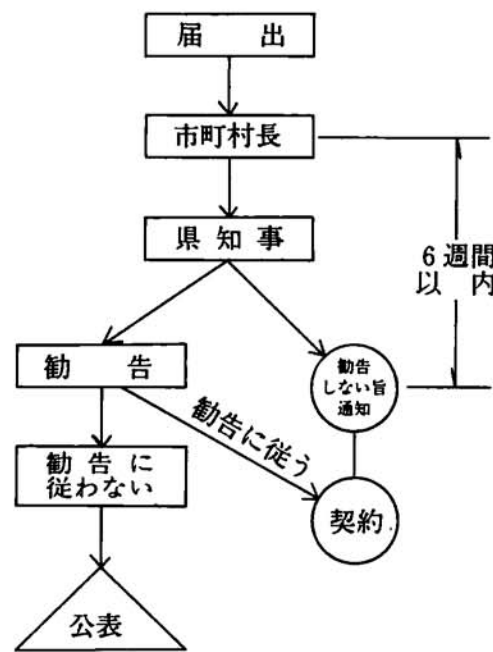 届出
市町村長
県知事
6週間
以内
勧告
勧告
しない旨
通知
勧告に従う
勧告に
従わない
契約
公表